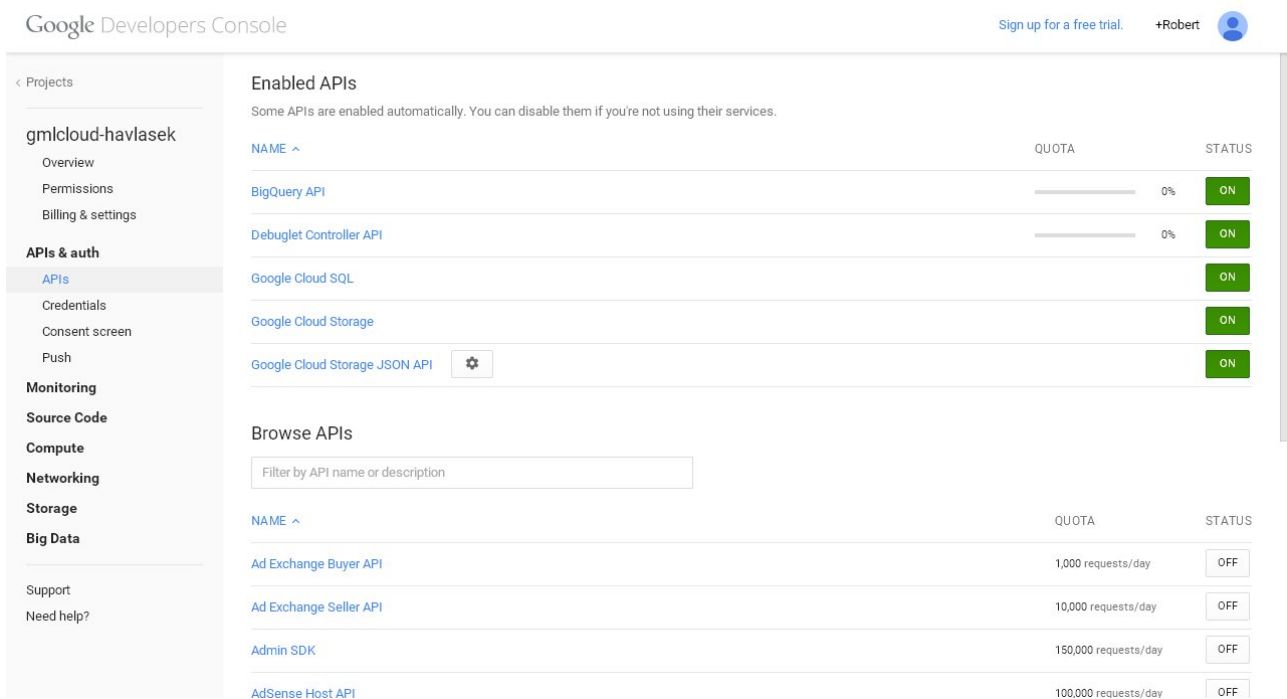 Google Developers Console
Sign up for a free trial.
+Robert
< Projects
gmlcloud-havlasek
Overview
Permissions
Billing & settings
APIs & auth
APIs
Credentials
Consent screen
Push
Monitoring
Source Code
Compute
Networking
Storage
Big Data
Support
Need help?
Enabled APIs
Some APIs are enabled automatically. You can disable them if you're not using their services.
NAME QUOTA STATUS
BigQuery API 0% ON
Debuglet Controller API 0% ON
Google Cloud SQL ON
Google Cloud Storage ON
Google Cloud Storage JSON API ON
Browse APIs
Filter by API name or description
NAME QUOTA STATUS
Ad Exchange Buyer API 1,000 requests/day OFF
Ad Exchange Seller API 10,000 requests/day OFF
Admin SDK 150,000 requests/day OFF
AdSense Host API 100,000 requests/day OFF